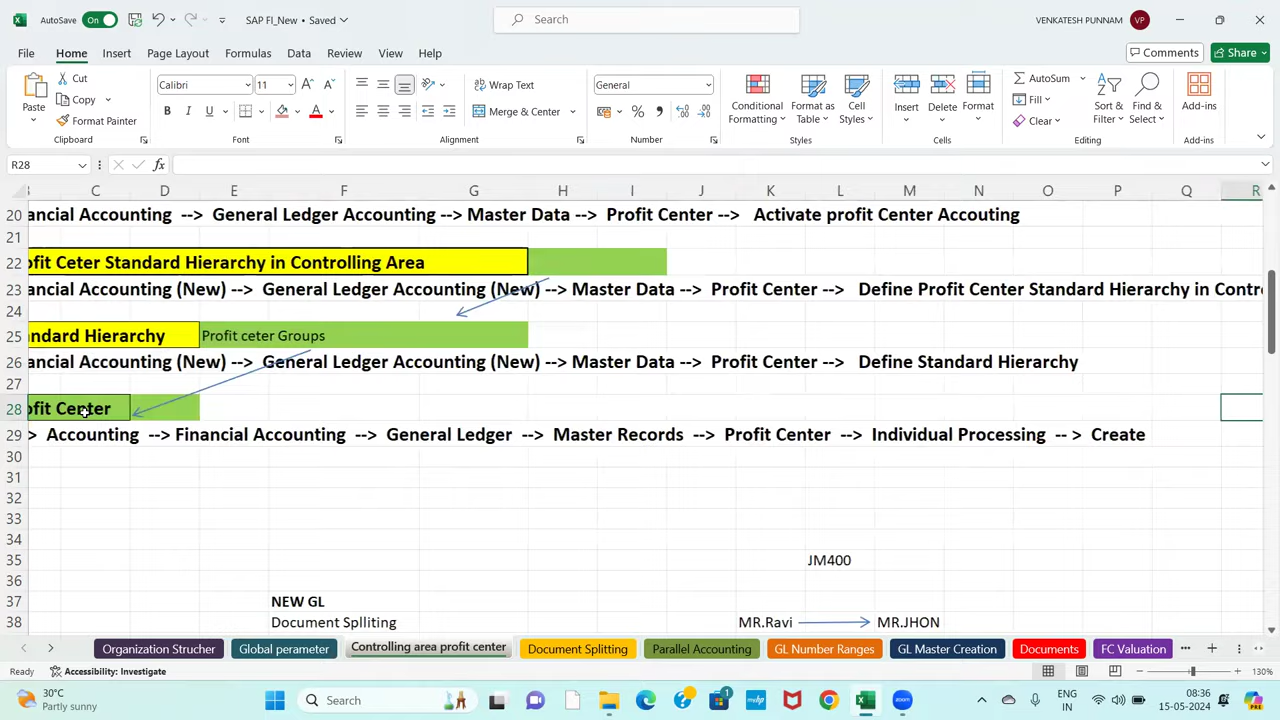 AutoSave On SAP FI_New • Saved Search VENKATESH PUNNAM VP
File Home Insert Page Layout Formulas Data Review View Help Comments Share
Paste Cut Copy Format Painter Clipboard
Calibri 11 B I U A Font
Wrap Text Merge & Center Alignment
General % Number
Conditional Formatting Format as Table Cell Styles Styles
Insert Delete Format Cells
AutoSum Fill Clear Sort & Filter Find & Select Editing
Add-ins Add-ins
R28 fx
C D E F G H I J K L M N O P Q R
20 ancial Accounting --> General Ledger Accounting --> Master Data --> Profit Center --> Activate profit Center Accouting
21
22 ofit Ceter Standard Hierarchy in Controlling Area
23 ancial Accounting (New) --> General Ledger Accounting (New) --> Master Data --> Profit Center --> Define Profit Center Standard Hierarchy in Contr
24
25 ndard Hierarchy Profit ceter Groups
26 ancial Accounting (New) --> General Ledger Accounting (New) --> Master Data --> Profit Center --> Define Standard Hierarchy
27
28 ofit Center
29 > Accounting --> Financial Accounting --> General Ledger --> Master Records --> Profit Center --> Individual Processing -- > Create
30
31
32
33
35 JM400
36
37 NEW GL
38 Document Splliting MR.Ravi MR.JHON
Organization Strucher Global perameter Controlling area profit center Document Splitting Parallel Accounting GL Number Ranges GL Master Creation Documents FC Valuation
Accessibility: Investigate 130%
30°C
Partly sunny
Search
ENG
IN
08:36
15-05-2024